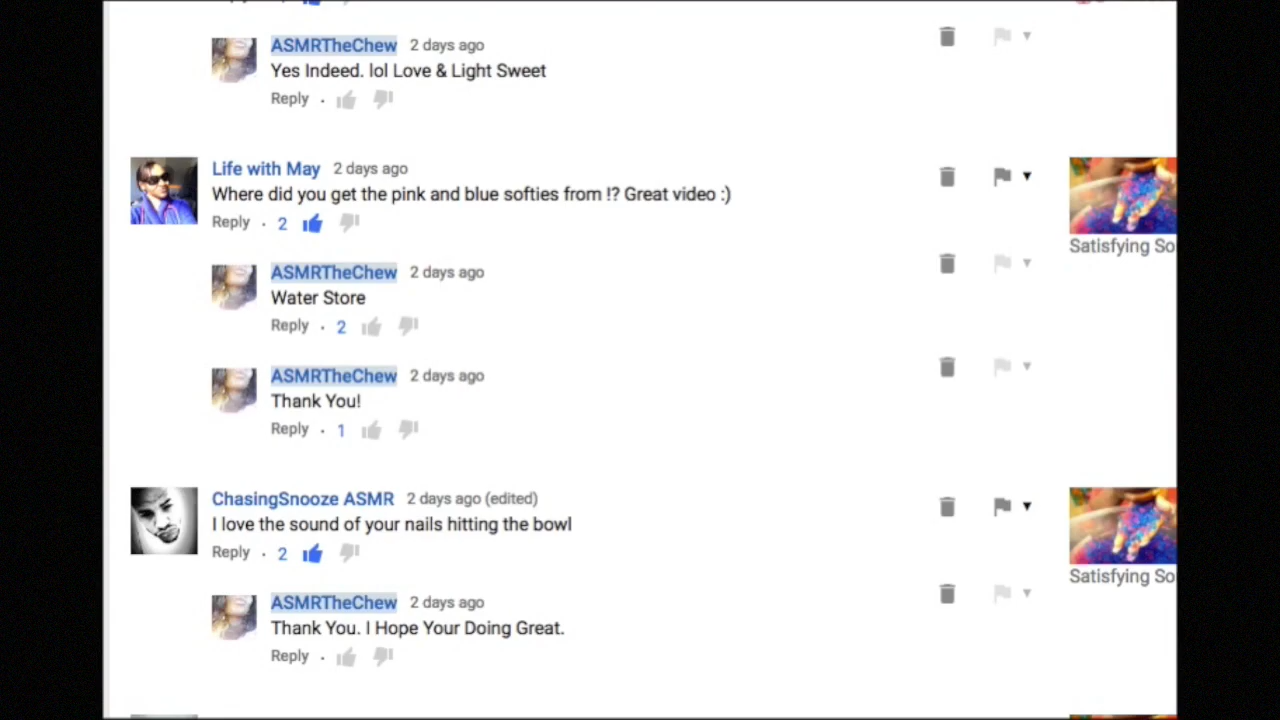 ASMRTheChew 2 days ago
Yes Indeed. lol Love & Light Sweet
Reply
Life with May 2 days ago
Where did you get the pink and blue softies from !? Great video :)
Reply · 2
Satisfying So
ASMRTheChew 2 days ago
Water Store
Reply · 2
ASMRTheChew 2 days ago
Thank You!
Reply · 1
ChasingSnooze ASMR 2 days ago (edited)
I love the sound of your nails hitting the bowl
Reply · 2
Satisfying So
ASMRTheChew 2 days ago
Thank You. I Hope Your Doing Great.
Reply